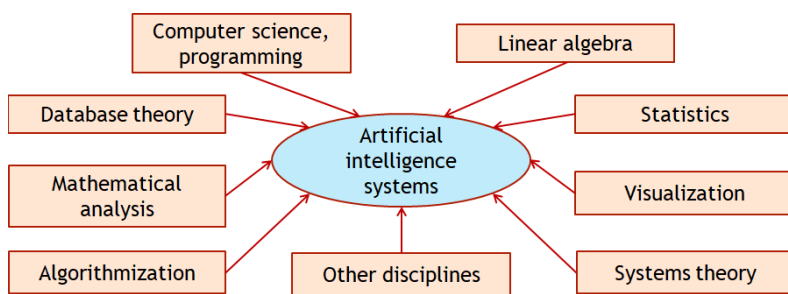 Computer science,
programming
Linear algebra
Database theory
Artificial
intelligence
systems
Statistics
Mathematical
analysis
Visualization
Algorithmization
Other disciplines
Systems theory